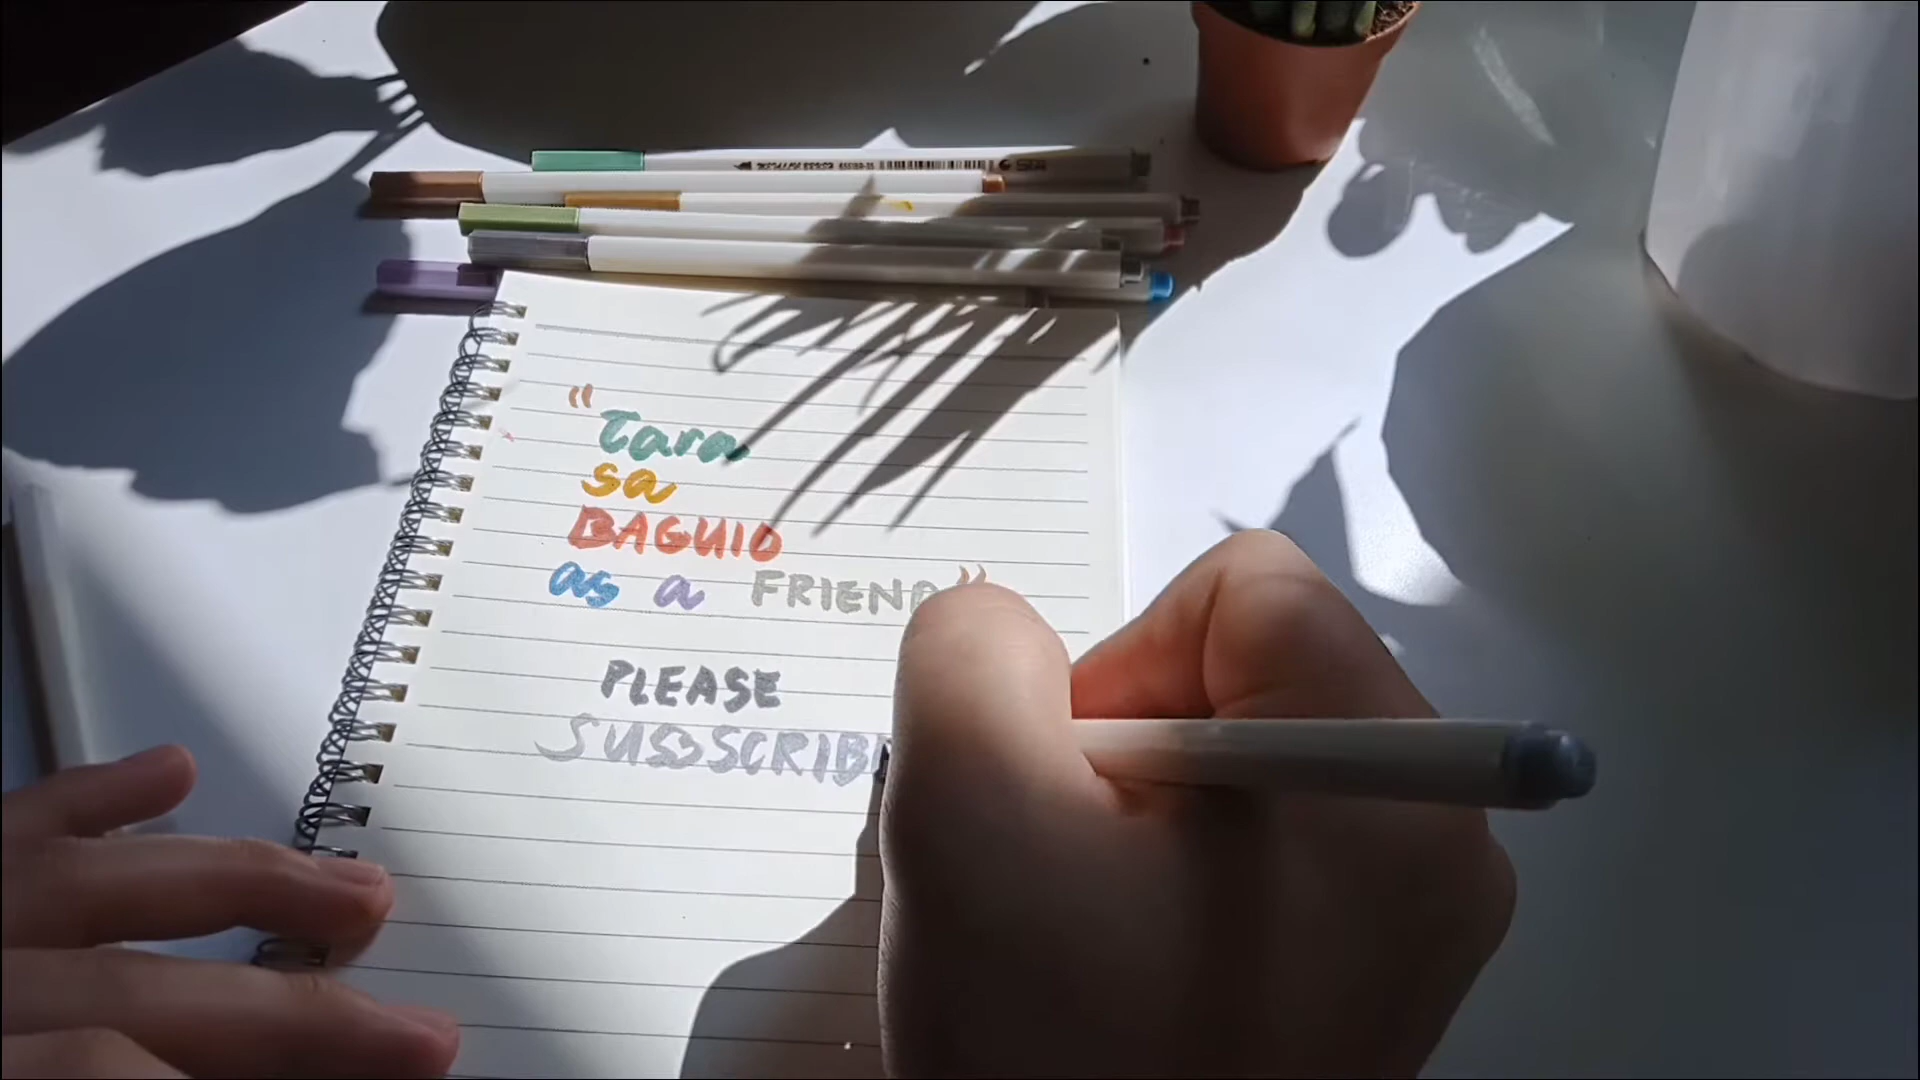 "Tara
sa
BAGUIO
as a FRIEND"
PLEASE
SUBSCRIB